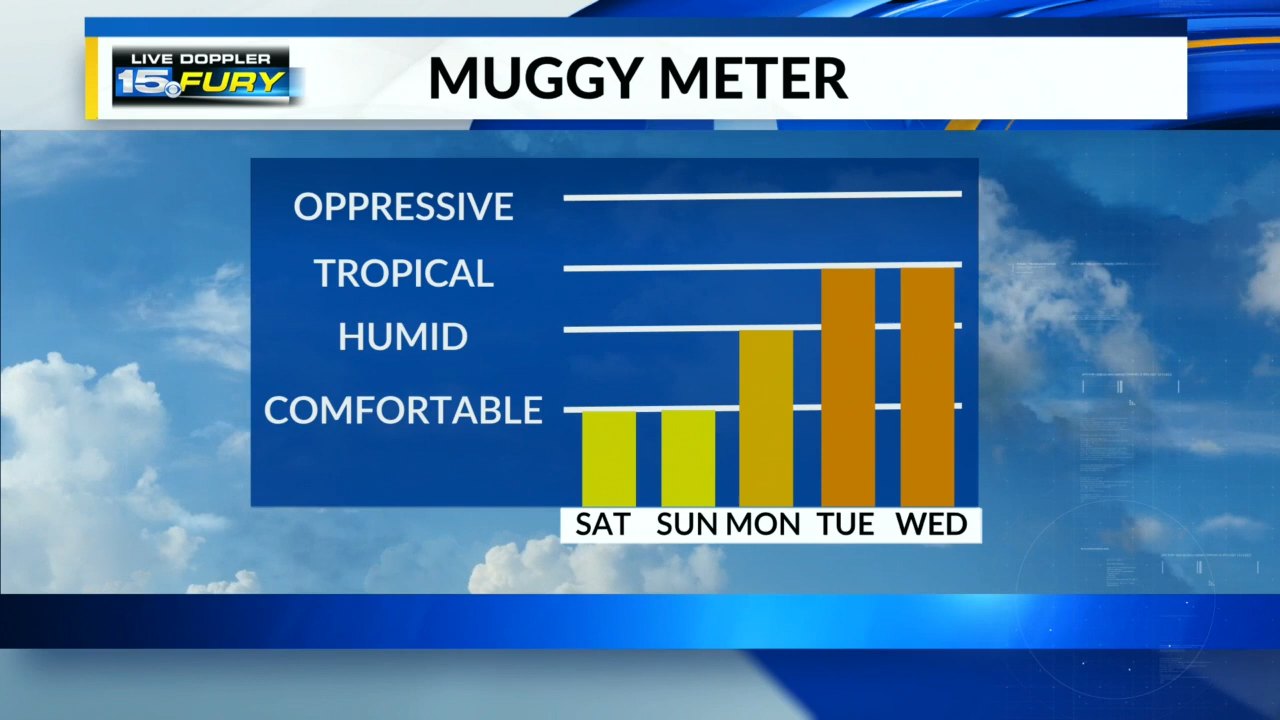 LIVE DOPPLER
15 FURY
MUGGY METER
OPPRESSIVE
TROPICAL
HUMID
COMFORTABLE
SAT SUN MON TUE WED